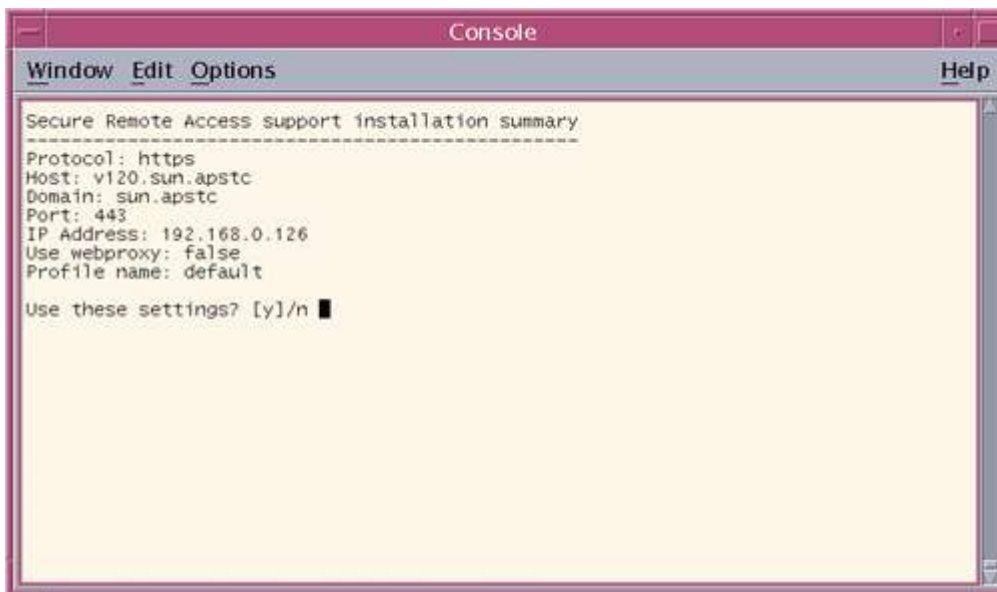 Console
Window Edit Options Help
Secure Remote Access support installation summary
------------------------------------------------
Protocol: https
Host: v120.sun.apstc
Domain: sun.apstc
Port: 443
IP Address: 192.168.0.126
Use webproxy: false
Profile name: default
Use these settings? [y]/n